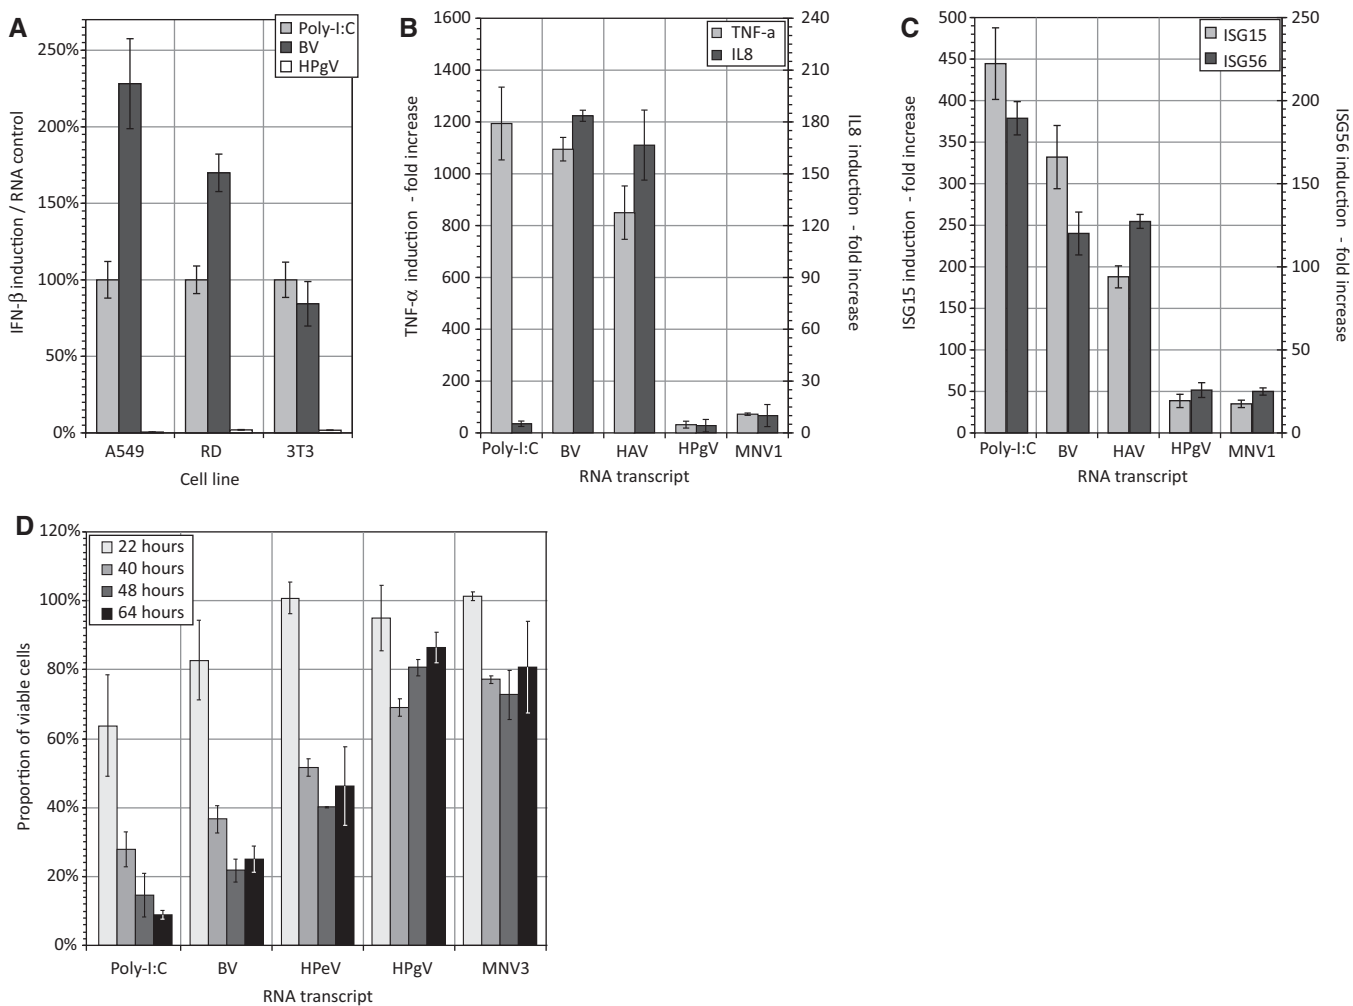 A
Poly-I:C
BV
HPgV
250%
200%
150%
100%
50%
0%
IFN-β induction / RNA control
A549 RD 3T3
Cell line
B
TNF-a
IL8
1600
1400
1200
1000
800
600
400
200
0
TNF-α induction - fold increase
240
210
180
150
120
90
60
30
0
IL8 induction - fold increase
Poly-I:C BV HAV HPgV MNV1
RNA transcript
C
ISG15
ISG56
500
450
400
350
300
250
200
150
100
50
0
ISG15 induction - fold increase
250
200
150
100
50
0
ISG56 induction - fold increase
Poly-I:C BV HAV HPgV MNV1
RNA transcript
D
22 hours
40 hours
48 hours
64 hours
120%
100%
80%
60%
40%
20%
0%
Proportion of viable cells
Poly-I:C BV HPeV HPgV MNV3
RNA transcript